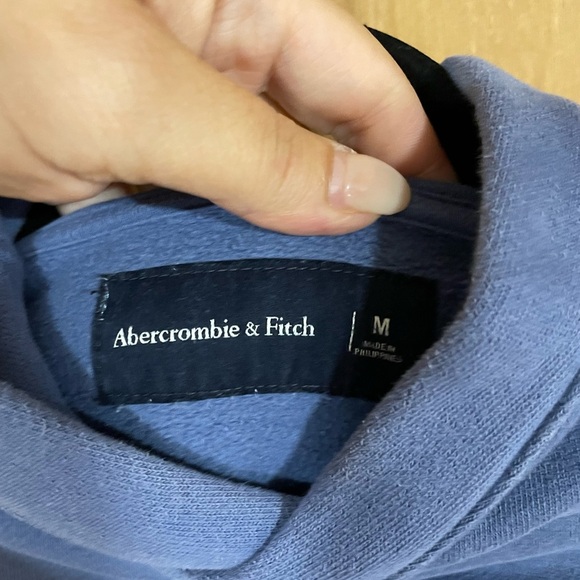 Abercrombie & Fitch
M
MADE IN
PHILIPPINES